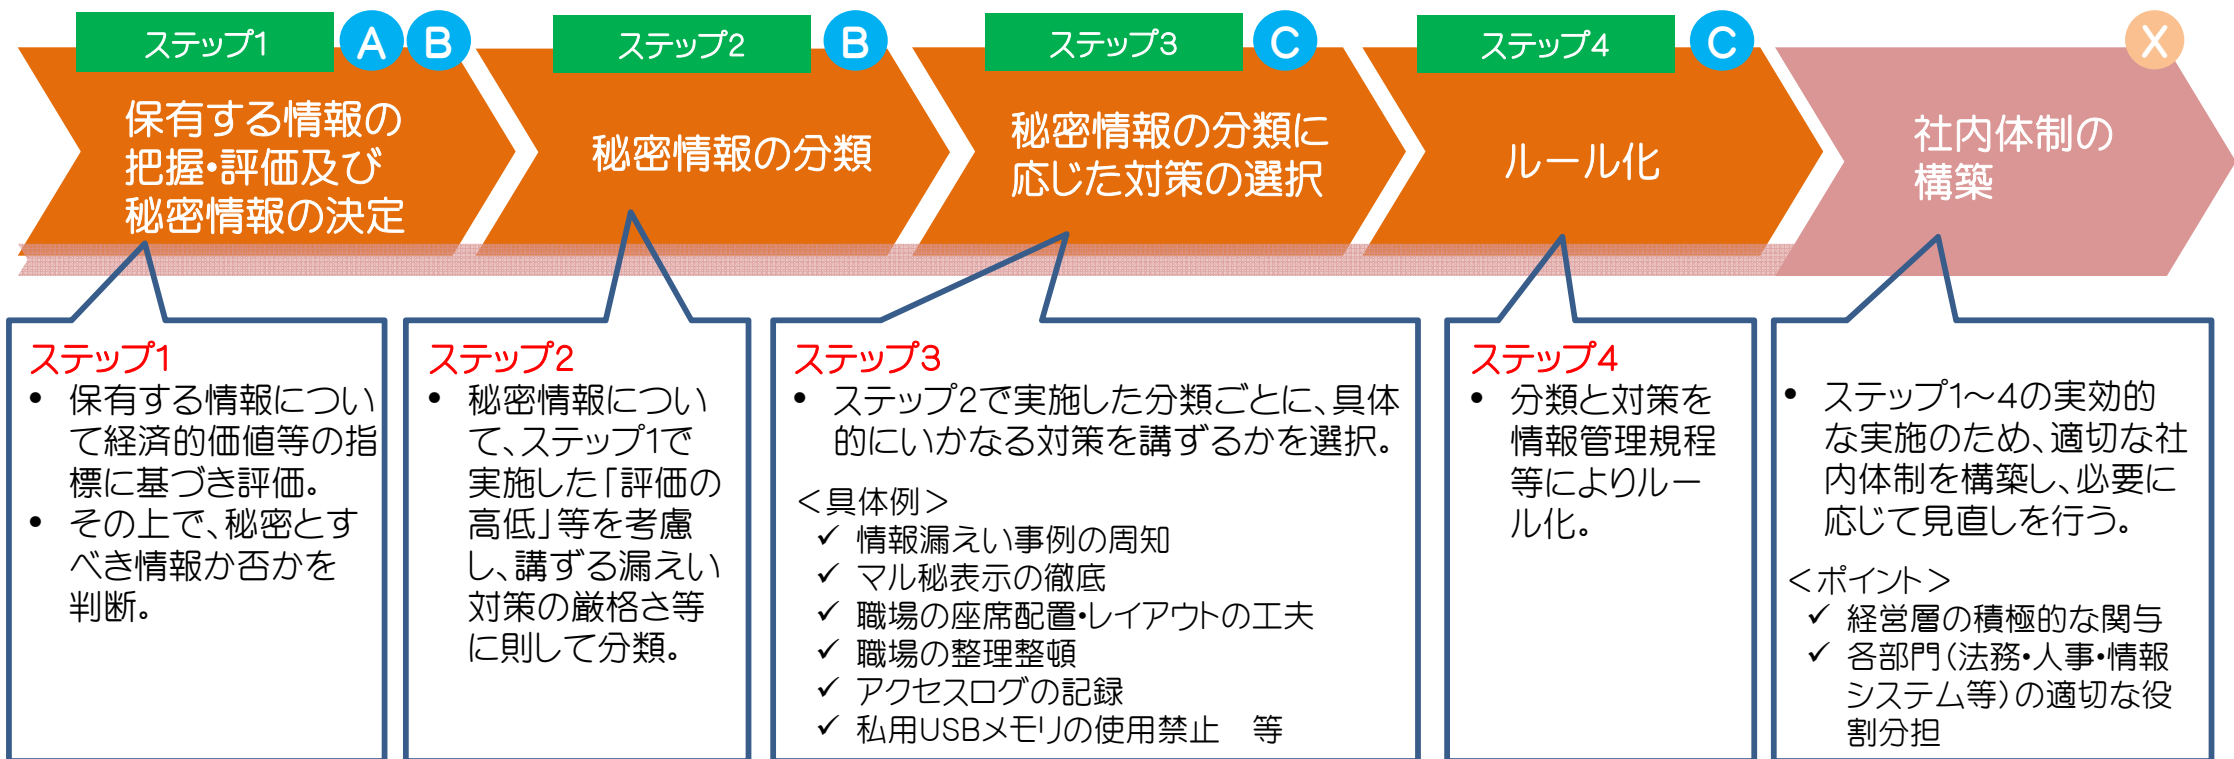 ステップ1
A
B
保有する情報の
把握・評価及び
秘密情報の決定
ステップ2
B
秘密情報の分類
ステップ3
C
秘密情報の分類に
応じた対策の選択
ステップ4
C
ルール化
X
社内体制の
構築
ステップ1
• 保有する情報につい
て経済的価値等の指
標に基づき評価。
• その上で、秘密とす
べき情報か否かを
判断。
ステップ2
• 秘密情報につい
て、ステップ1で
実施した「評価の
高低」等を考慮
し、講ずる漏えい
対策の厳格さ等
に則して分類。
ステップ3
• ステップ2で実施した分類ごとに、具体
的にいかなる対策を講ずるかを選択。
＜具体例＞
✓ 情報漏えい事例の周知
✓ マル秘表示の徹底
✓ 職場の座席配置・レイアウトの工夫
✓ 職場の整理整頓
✓ アクセスログの記録
✓ 私用USBメモリの使用禁止　等
ステップ4
• 分類と対策を
情報管理規程
等によりルー
ル化。
• ステップ1～4の実効的
な実施のため、適切な社
内体制を構築し、必要に
応じて見直しを行う。
＜ポイント＞
✓ 経営層の積極的な関与
✓ 各部門（法務・人事・情報
システム等）の適切な役
割分担